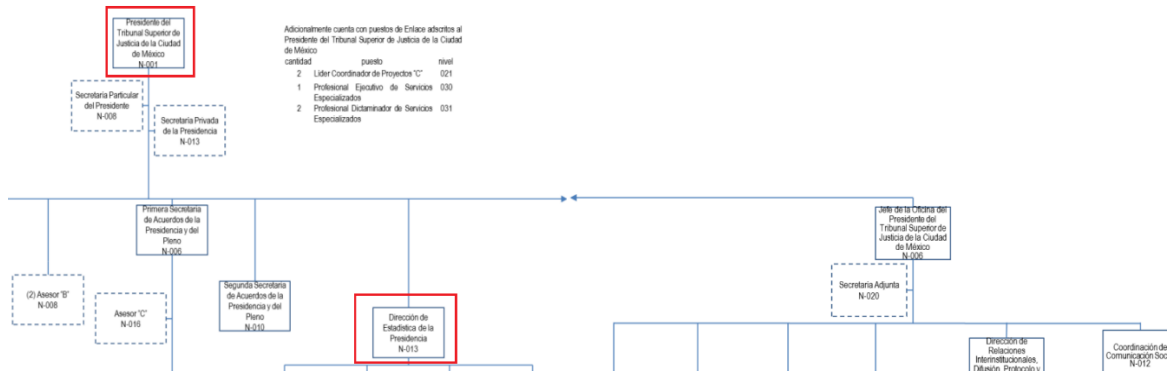 Presidente del
Tribunal Superior de
Justicia de la Ciudad
de México
N-001
Adicionalmente cuenta con puestos de Enlace adscritos al
Presidente del Tribunal Superior de Justicia de la Ciudad
de México
cantidad puesto nivel
2 Líder Coordinador de Proyectos "C" 021
1 Profesional Ejecutivo de Servicios 030
Especializados
2 Profesional Dictaminador de Servicios 031
Especializados
Secretaría Particular
del Presidente
N-008
Secretaría Privada
de la Presidencia
N-013
Primera Secretaría
de Acuerdos de la
Presidencia y del
Pleno
N-006
Jefe de la Oficina del
Presidente del
Tribunal Superior de
Justicia de la Ciudad
de México
N-006
(2) Asesor "B"
N-008
Asesor "C"
N-016
Segunda Secretaría
de Acuerdos de la
Presidencia y del
Pleno
N-010
Dirección de
Estadística de la
Presidencia
N-013
Secretaria Adjunta
N-020
Dirección de
Relaciones
Interinstitucionales,
Difusión, Protocolo y
Coordinación de
Comunicación Soc
N-012